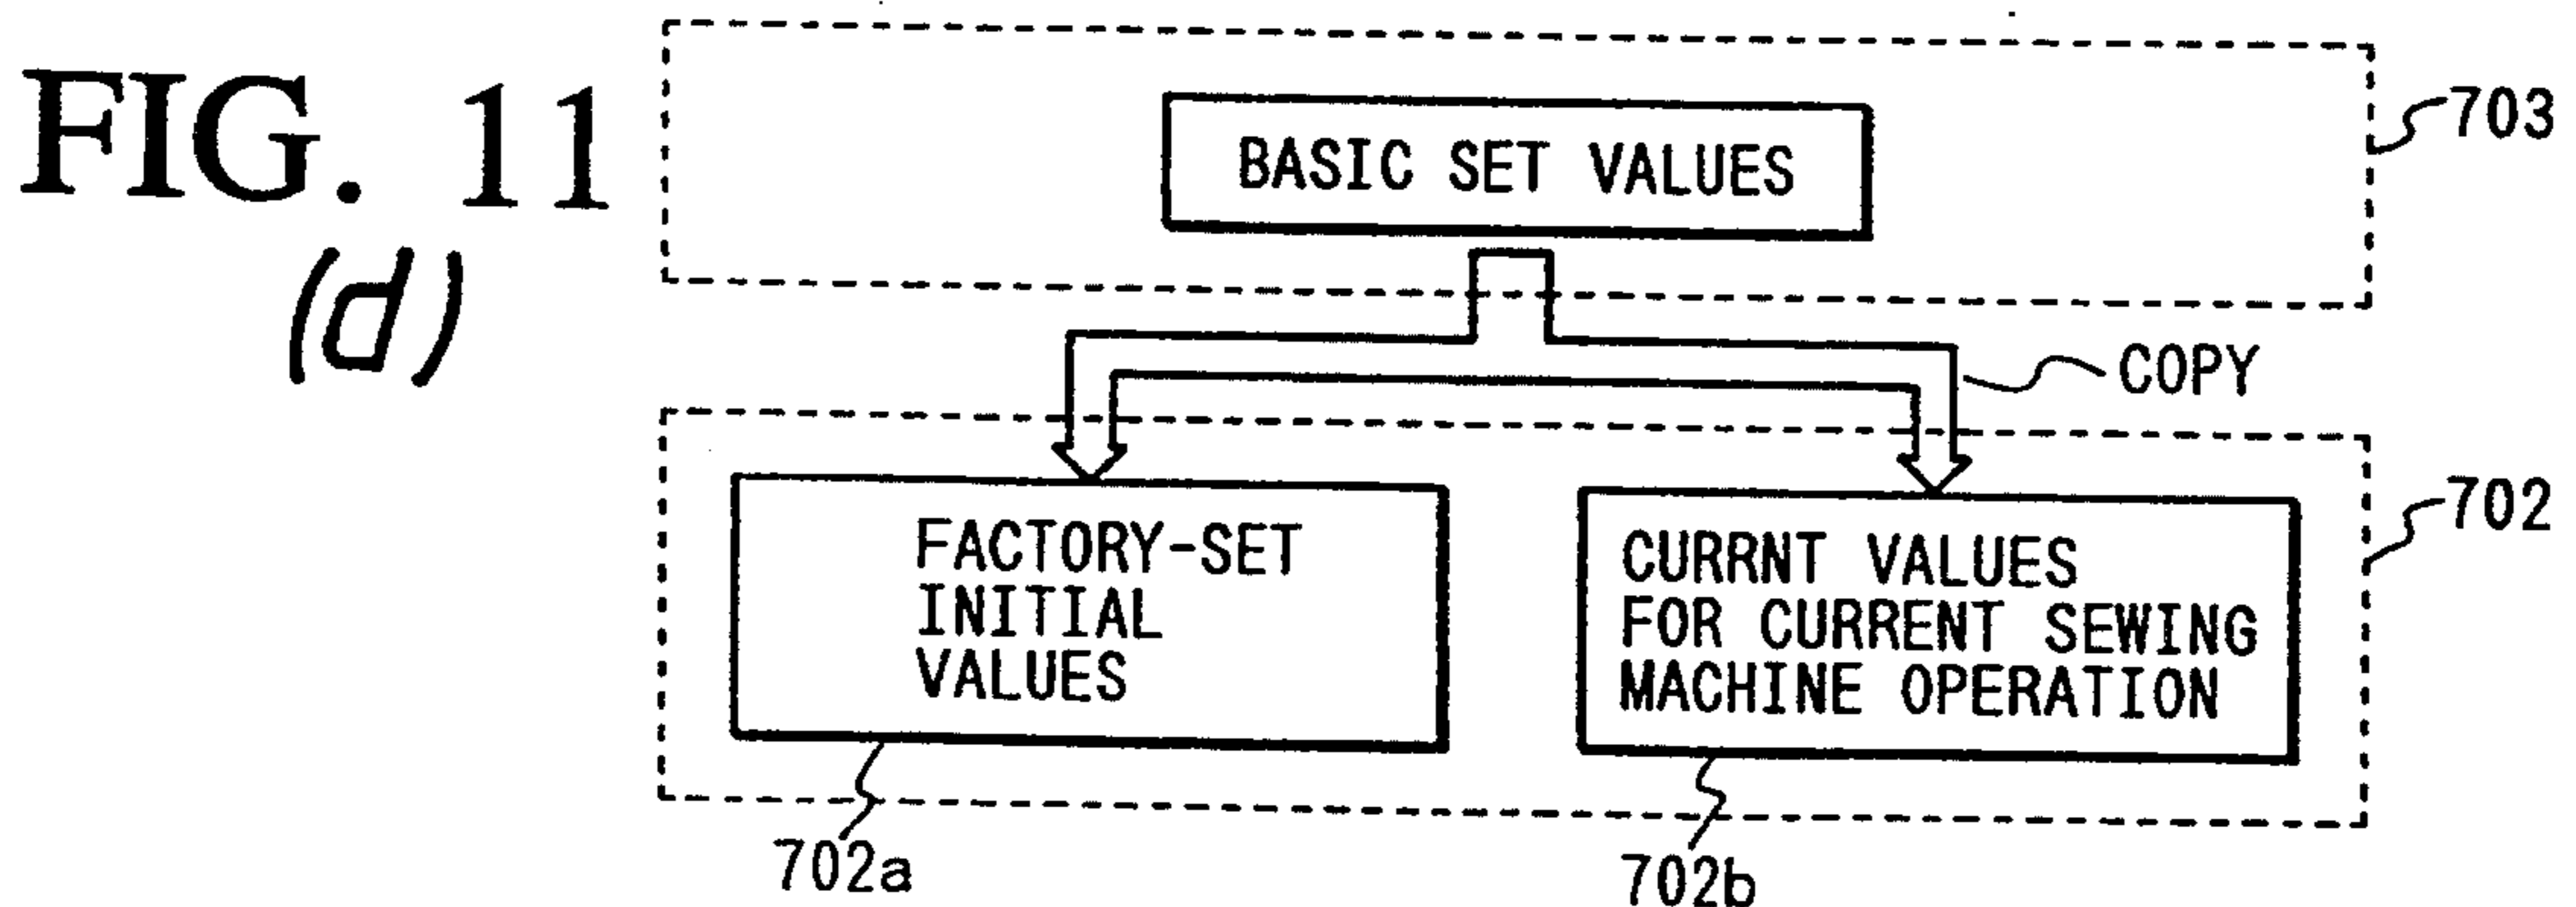 FIG. 11
(d)
BASIC SET VALUES
703
COPY
FACTORY-SET
INITIAL
VALUES
CURRNT VALUES
FOR CURRENT SEWING
MACHINE OPERATION
702
702a
702b